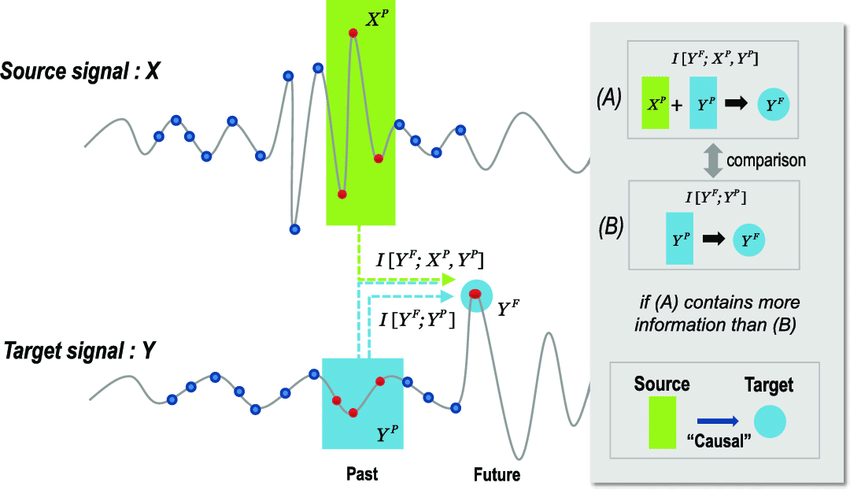 X^P
Source signal : X
I [Y^F; X^P, Y^P]
I [Y^F; Y^P]
Y^F
Target signal : Y
Y^P
Past
Future
I [Y^F; X^P, Y^P]
(A)
X^P + Y^P Y^F
comparison
I [Y^F; Y^P]
(B)
Y^P Y^F
if (A) contains more
information than (B)
Source Target
“Causal”